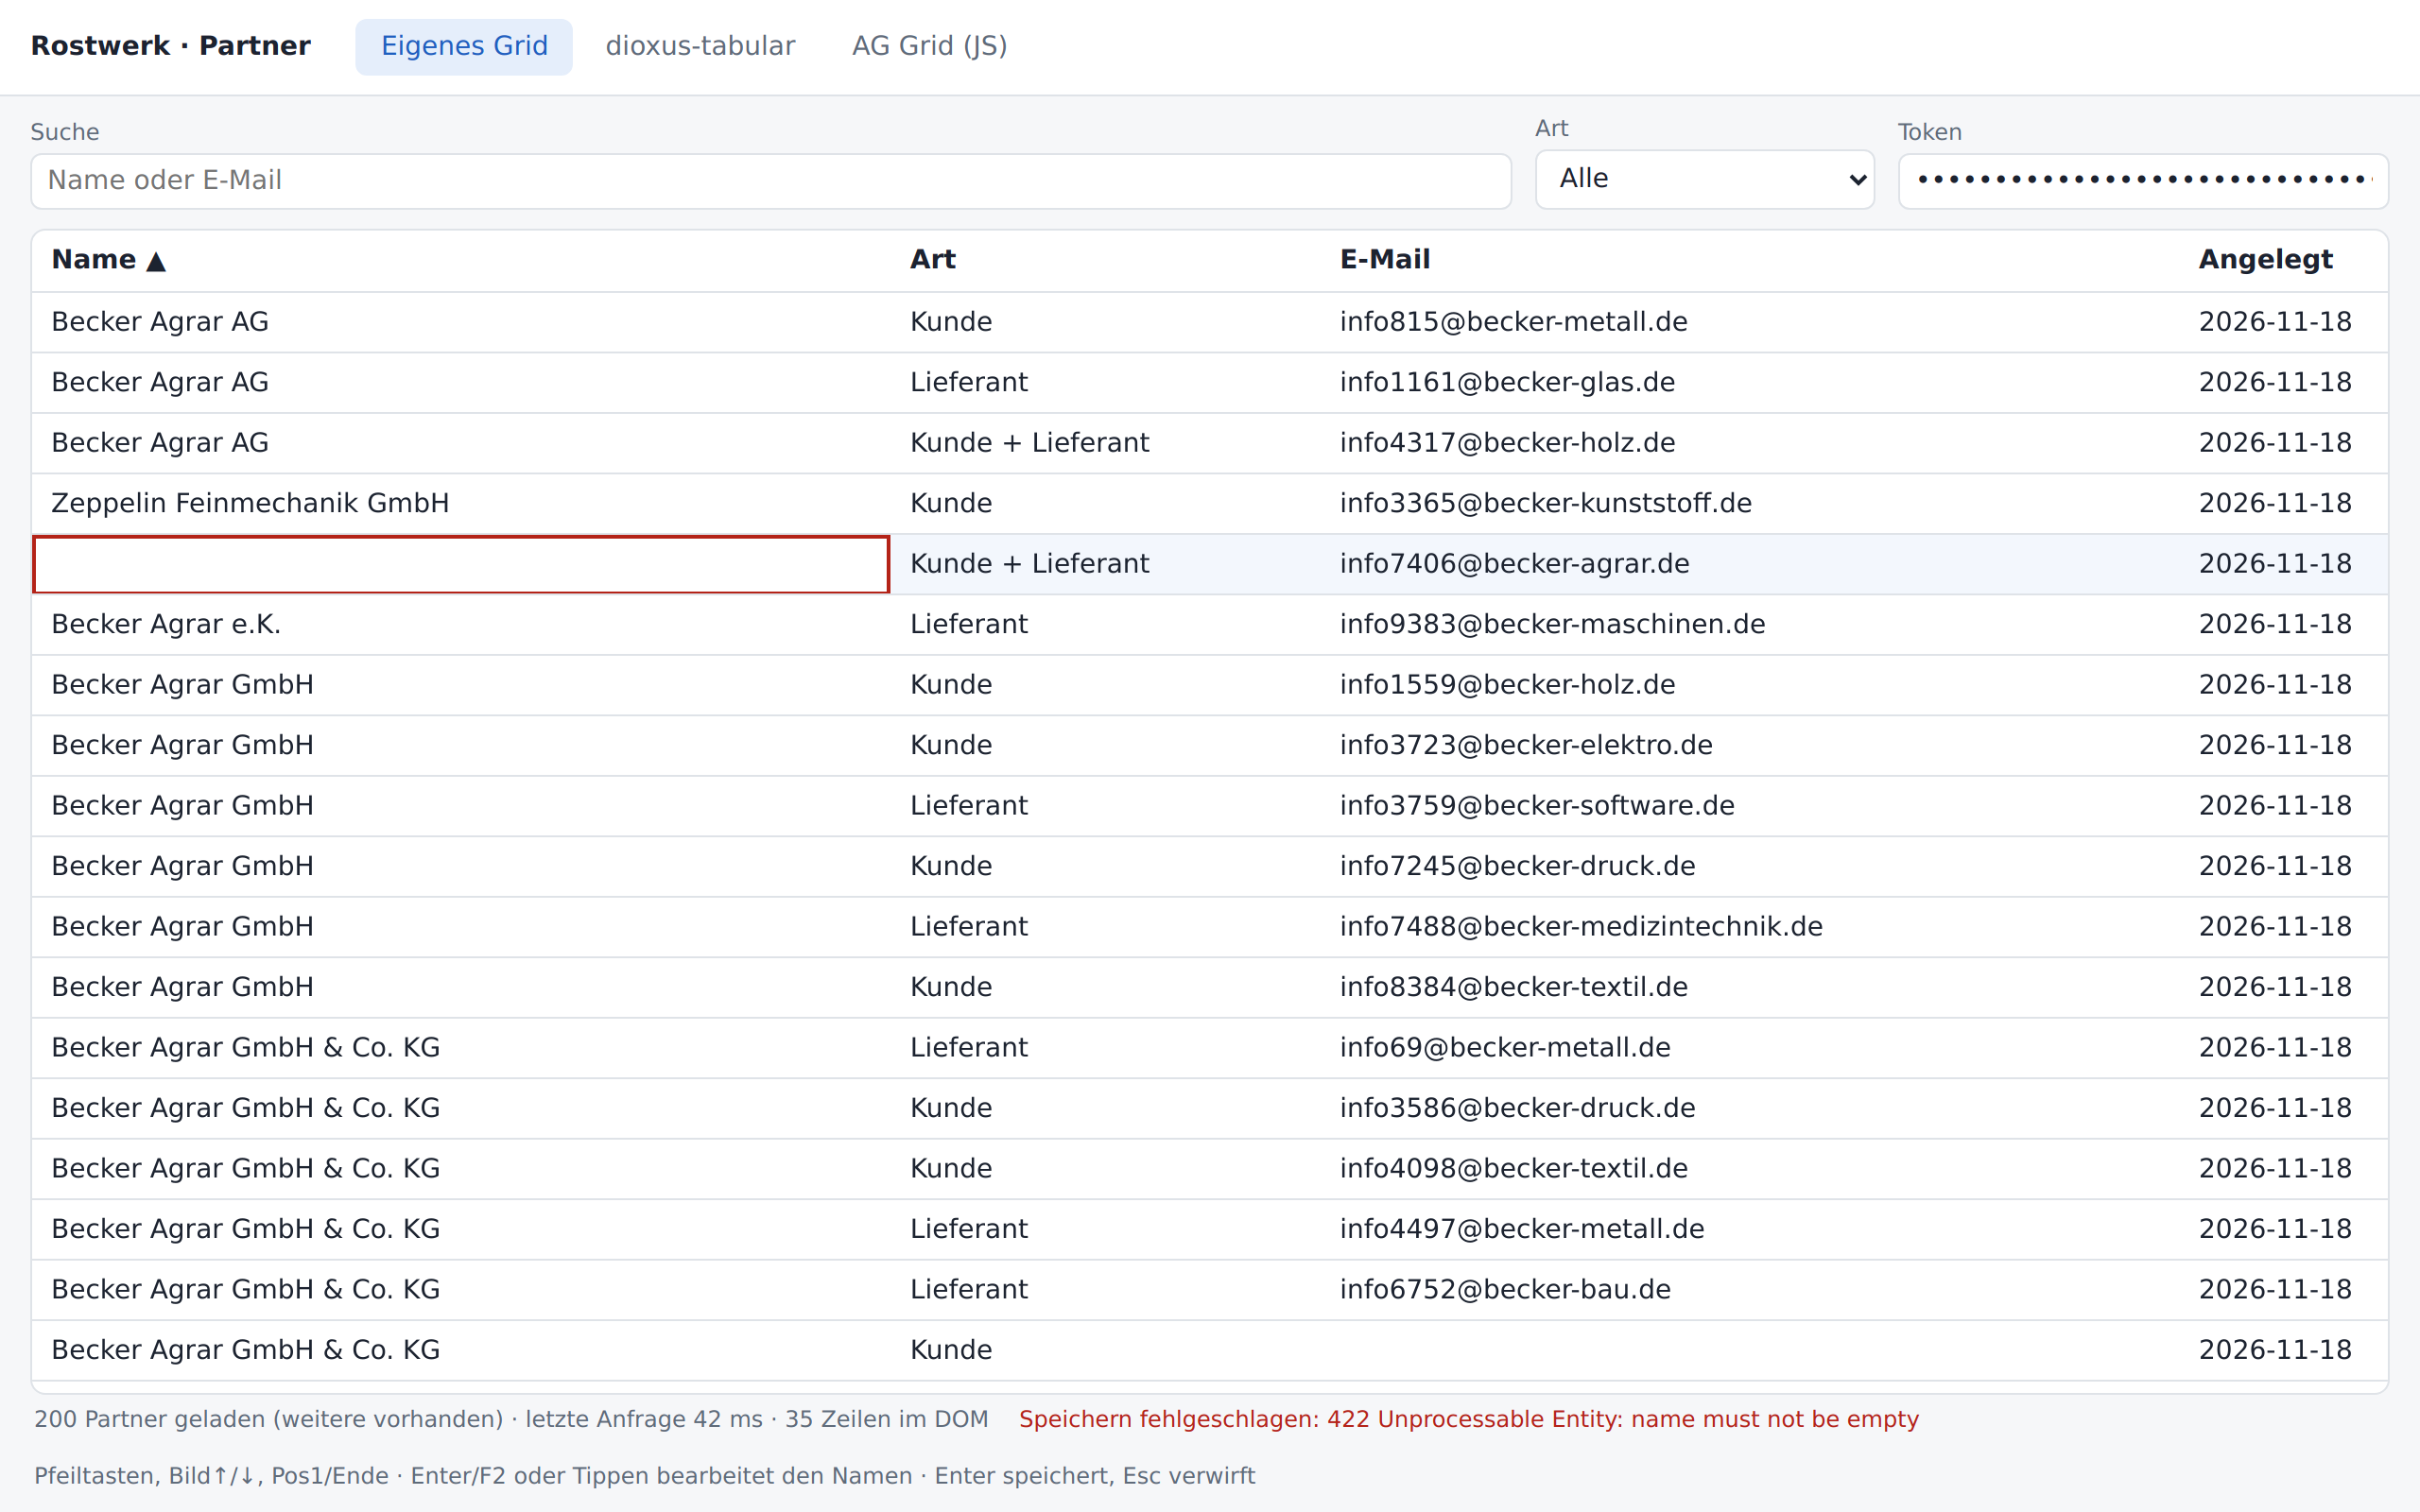 Rostwerk · Partner Eigenes Grid dioxus-tabular AG Grid (JS)
Suche Art Token
Name oder E-Mail Alle ••••••••••••••••••••••••••••••
Name ▲ Art E-Mail Angelegt
Becker Agrar AG Kunde info815@becker-metall.de 2026-11-18
Becker Agrar AG Lieferant info1161@becker-glas.de 2026-11-18
Becker Agrar AG Kunde + Lieferant info4317@becker-holz.de 2026-11-18
Zeppelin Feinmechanik GmbH Kunde info3365@becker-kunststoff.de 2026-11-18
Kunde + Lieferant info7406@becker-agrar.de 2026-11-18
Becker Agrar e.K. Lieferant info9383@becker-maschinen.de 2026-11-18
Becker Agrar GmbH Kunde info1559@becker-holz.de 2026-11-18
Becker Agrar GmbH Kunde info3723@becker-elektro.de 2026-11-18
Becker Agrar GmbH Lieferant info3759@becker-software.de 2026-11-18
Becker Agrar GmbH Kunde info7245@becker-druck.de 2026-11-18
Becker Agrar GmbH Lieferant info7488@becker-medizintechnik.de 2026-11-18
Becker Agrar GmbH Kunde info8384@becker-textil.de 2026-11-18
Becker Agrar GmbH & Co. KG Lieferant info69@becker-metall.de 2026-11-18
Becker Agrar GmbH & Co. KG Kunde info3586@becker-druck.de 2026-11-18
Becker Agrar GmbH & Co. KG Kunde info4098@becker-textil.de 2026-11-18
Becker Agrar GmbH & Co. KG Lieferant info4497@becker-metall.de 2026-11-18
Becker Agrar GmbH & Co. KG Lieferant info6752@becker-bau.de 2026-11-18
Becker Agrar GmbH & Co. KG Kunde 2026-11-18
200 Partner geladen (weitere vorhanden) · letzte Anfrage 42 ms · 35 Zeilen im DOM Speichern fehlgeschlagen: 422 Unprocessable Entity: name must not be empty
Pfeiltasten, Bild↑/↓, Pos1/Ende · Enter/F2 oder Tippen bearbeitet den Namen · Enter speichert, Esc verwirft